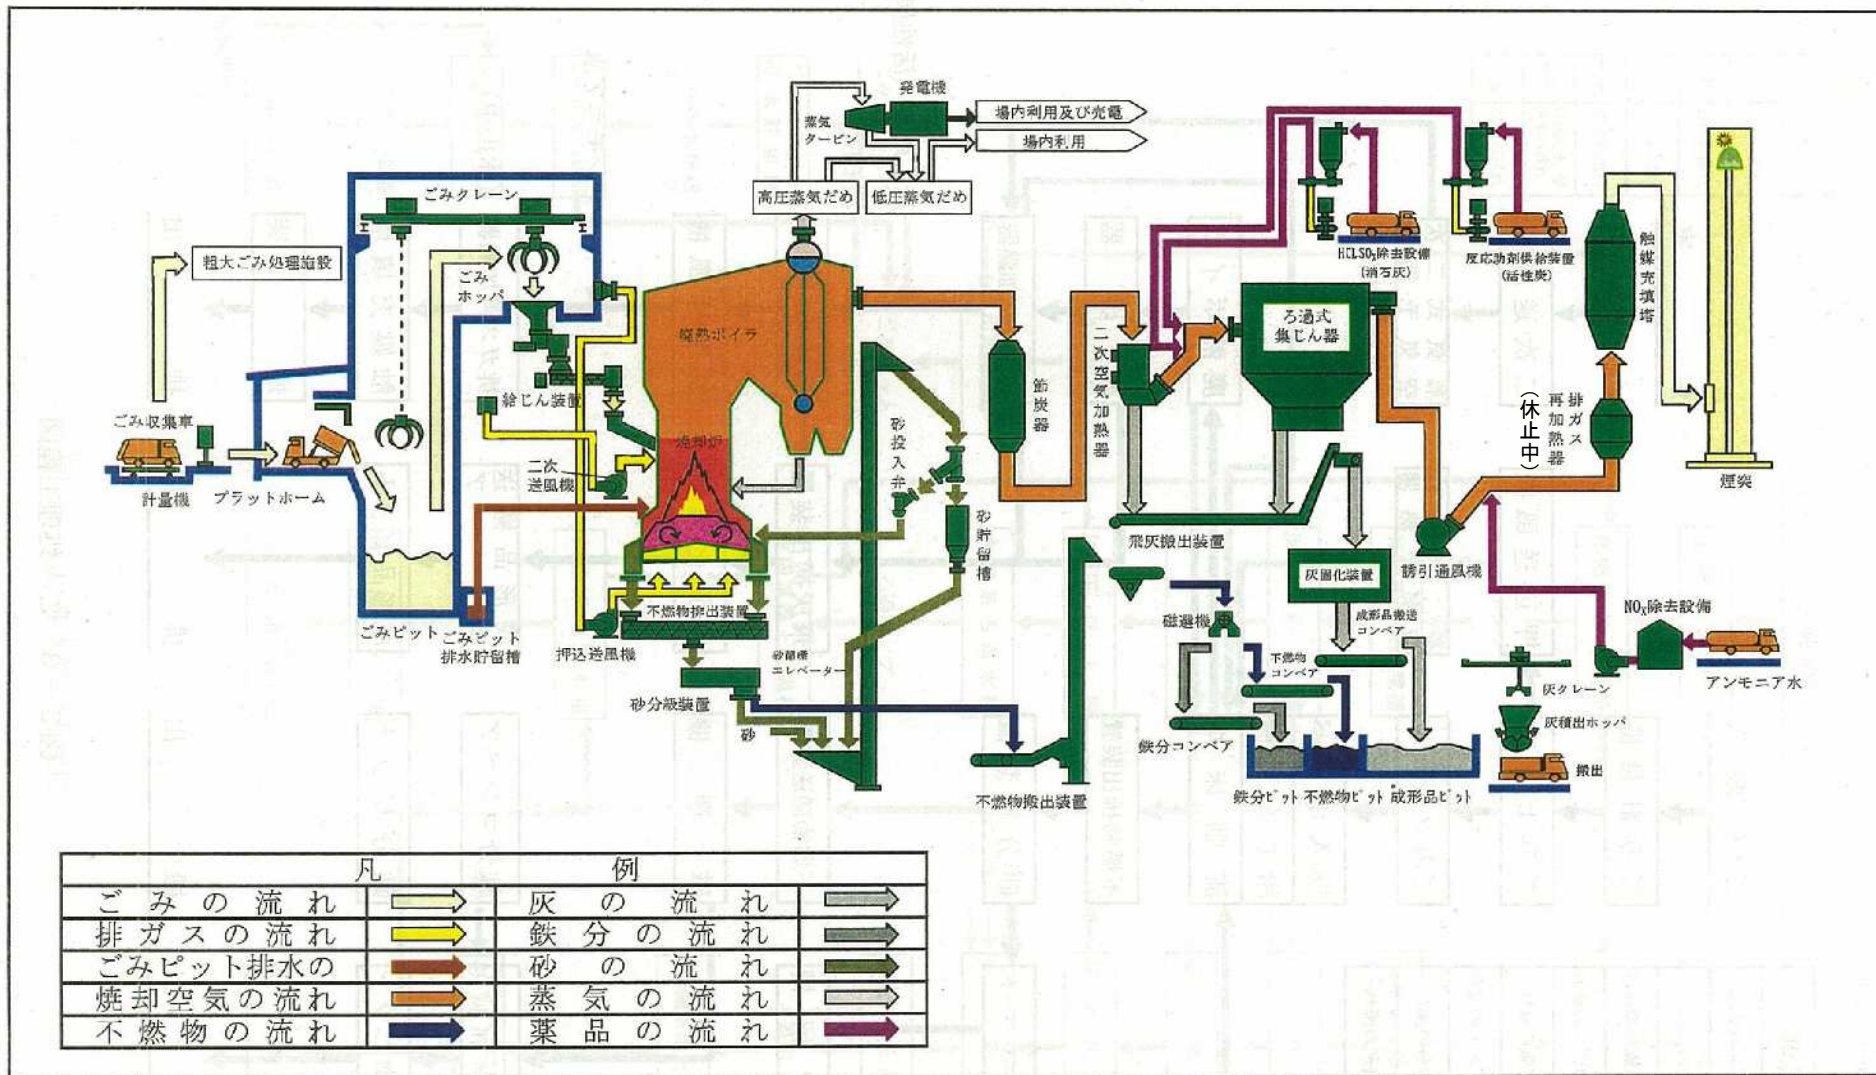 発電機
場内利用及び売電
蒸気
タービン
場内利用
高圧蒸気だめ
低圧蒸気だめ
ごみクレーン
粗大ごみ処理施設
ごみ
ホッパ
廃熱ボイラ
給じん装置
ごみ収集車
計量機
プラットホーム
二次
送風機
焼却炉
ごみピット
ごみピット
排水貯留槽
押込送風機
不燃物排出装置
砂分級装置
砂循環
エレベーター
砂
砂投入弁
砂貯留槽
節炭器
二次空気加熱器
ろ過式
集じん器
HCLSOx除去設備
(消石灰)
反応助剤供給装置
(活性炭)
触媒充填塔
排ガス
再加熱器
(休止中)
煙突
飛灰搬出装置
灰固化装置
誘引通風機
NOX除去設備
アンモニア水
磁選機
成形品搬送
コンベア
不燃物
コンベア
鉄分コンベア
灰クレーン
灰積出ホッパ
搬出
不燃物搬出装置
鉄分ピット 不燃物ピット 成形品ピット
凡例
ごみの流れ 灰の流れ
排ガスの流れ 鉄分の流れ
ごみピット排水の 砂の流れ
焼却空気の流れ 蒸気の流れ
不燃物の流れ 薬品の流れ